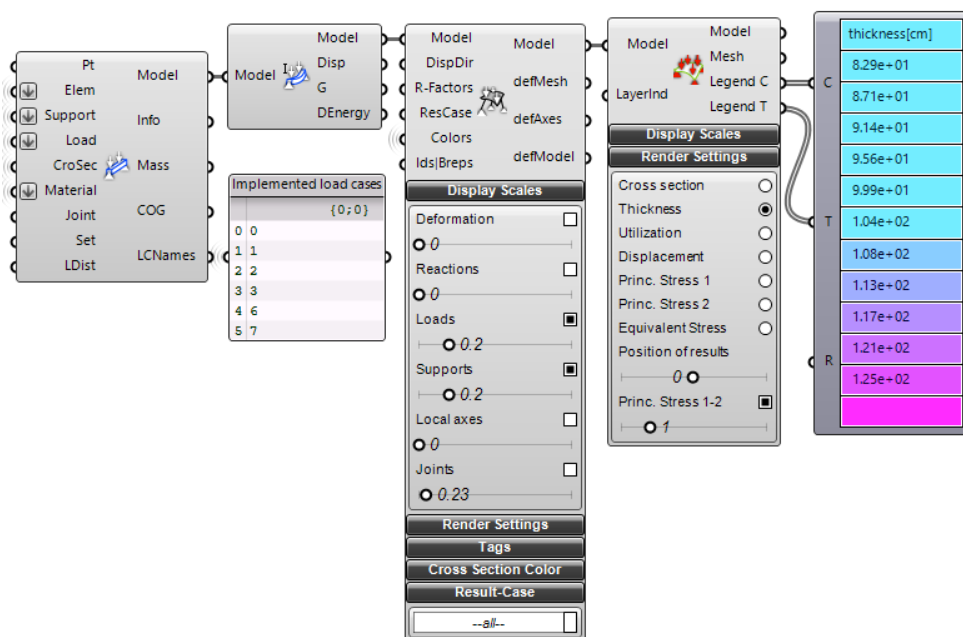 Pt
Elem
Support
Load
CroSec
Material
Joint
Set
LDist
Model
Info
Mass
COG
LCNames
Model
Model
Disp
G
DEnergy
Implemented load cases
{0;0}
0 0
1 1
2 2
3 3
4 6
5 7
Model
DispDir
R-Factors
ResCase
Colors
Ids|Breps
Model
defMesh
defAxes
defModel
Display Scales
Deformation
0
Reactions
0
Loads
0.2
Supports
0.2
Local axes
0
Joints
0.23
Render Settings
Tags
Cross Section Color
Result-Case
--all--
Model
LayerInd
Model
Mesh
Legend C
Legend T
Display Scales
Render Settings
Cross section
Thickness
Utilization
Displacement
Princ. Stress 1
Princ. Stress 2
Equivalent Stress
Position of results
0
Princ. Stress 1-2
1
C
T
R
thickness[cm]
8.29e+01
8.71e+01
9.14e+01
9.56e+01
9.99e+01
1.04e+02
1.08e+02
1.13e+02
1.17e+02
1.21e+02
1.25e+02